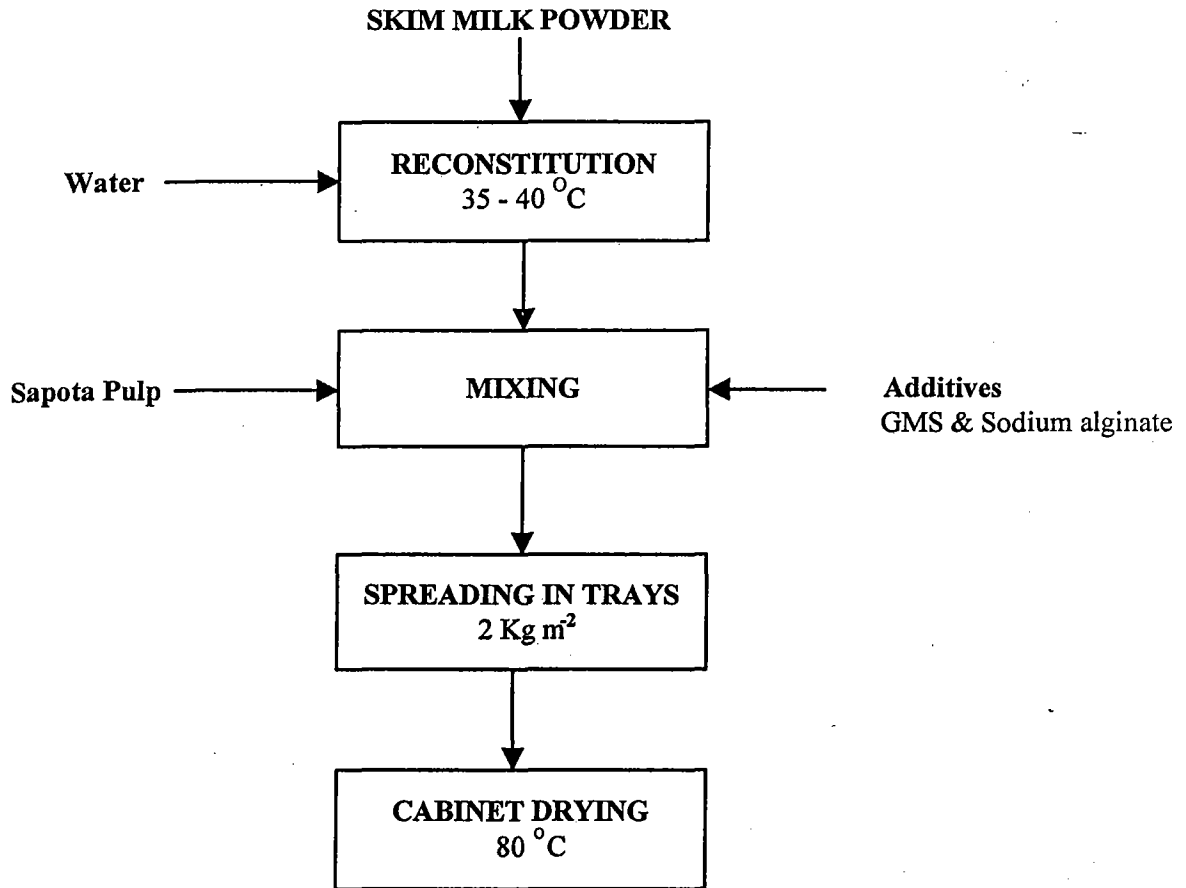 SKIM MILK POWDER
RECONSTITUTION
35 - 40 °C
Water
MIXING
Sapota Pulp
Additives
GMS & Sodium alginate
SPREADING IN TRAYS
2 Kg m⁻²
CABINET DRYING
80 °C